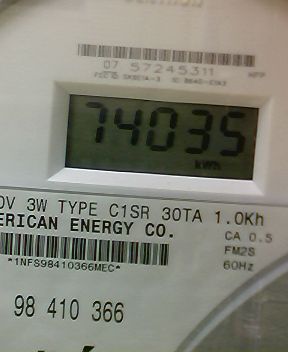 07 57245311
74035
kWh
0V 3W TYPE C1SR 30TA 1.0Kh
ERICAN ENERGY CO.
CA 0.5
FM2S
60Hz
*1NFS98410366MEC*
98 410 366